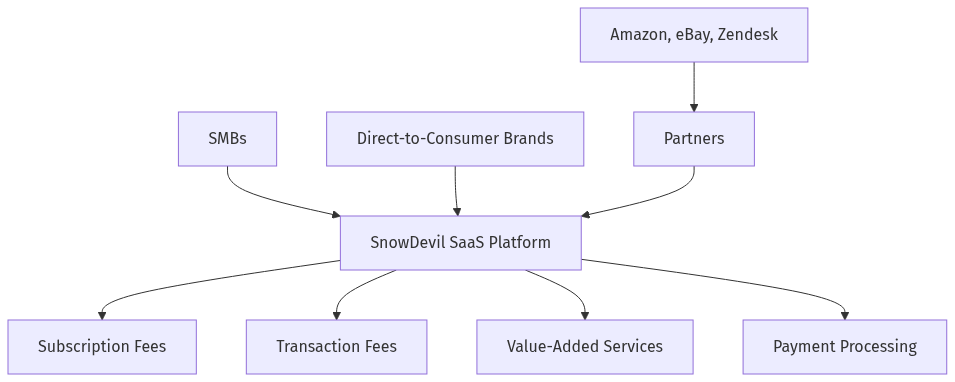 Amazon, eBay, Zendesk
SMBs
Direct-to-Consumer Brands
Partners
SnowDevil SaaS Platform
Subscription Fees
Transaction Fees
Value-Added Services
Payment Processing